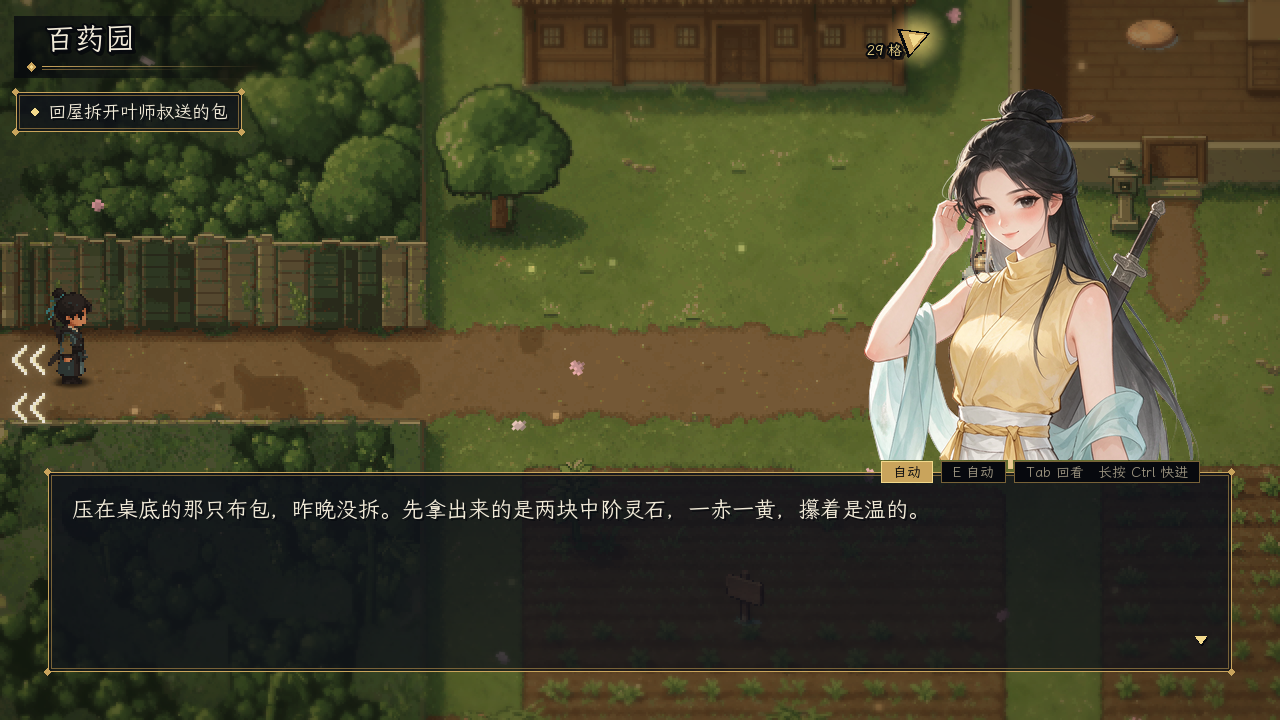 百药园
29 格
回屋拆开叶师叔送的包
自动
E 自动
Tab 回看 长按 Ctrl 快进
压在桌底的那只布包，昨晚没拆。先拿出来的是两块中阶灵石，一赤一黄，攥着是温的。